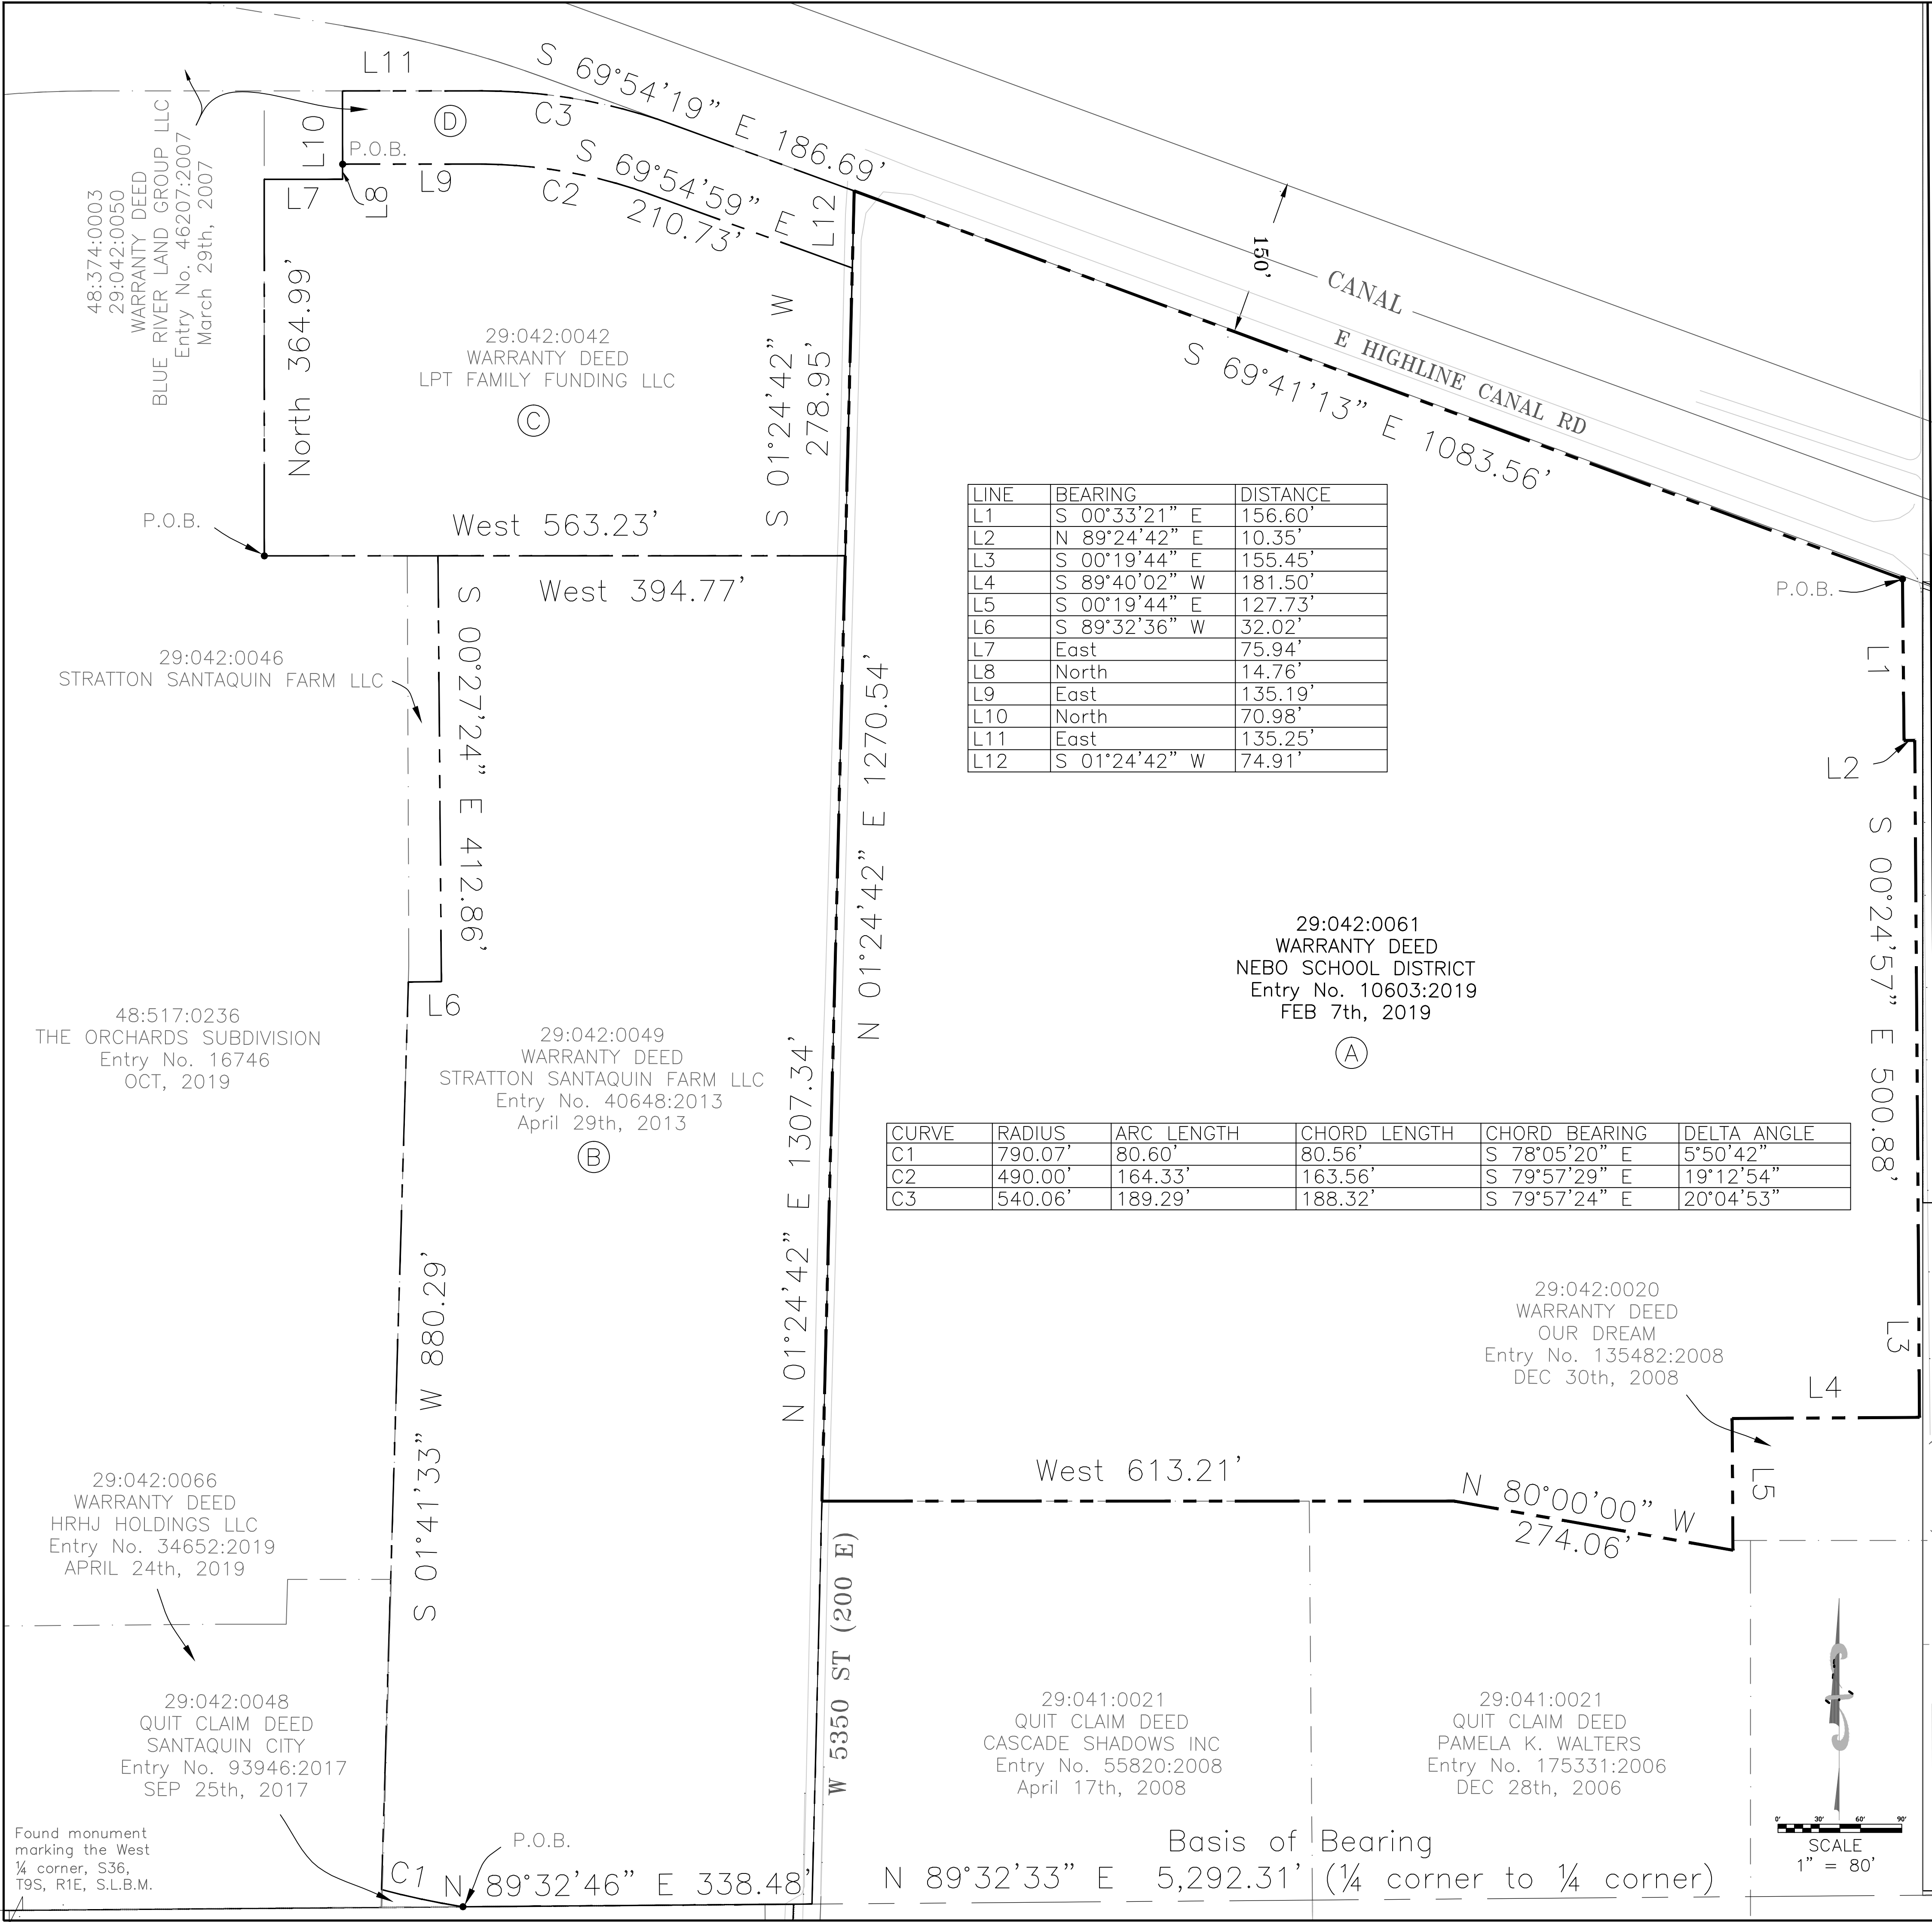 L11
S 69°54'19" E 186.69'
D
C3
L10
P.O.B.
L9
S 69°54'59" E
210.73'
C2
L12
L7
L8
48:374:0003
29:042:0050
WARRANTY DEED
BLUE RIVER LAND GROUP LLC
Entry No. 46207:2007
March 29th, 2007
150'
CANAL
E HIGHLINE CANAL RD
S 69°41'13" E 1083.56'
North 364.99'
29:042:0042
WARRANTY DEED
LPT FAMILY FUNDING LLC
C
S 01°24'42" W
278.95'
P.O.B.
West 563.23'
West 394.77'
LINE BEARING DISTANCE
L1 S 00°33'21" E 156.60'
L2 N 89°24'42" E 10.35'
L3 S 00°19'44" E 155.45'
L4 S 89°40'02" W 181.50'
L5 S 00°19'44" E 127.73'
L6 S 89°32'36" W 32.02'
L7 East 75.94'
L8 North 14.76'
L9 East 135.19'
L10 North 70.98'
L11 East 135.25'
L12 S 01°24'42" W 74.91'
P.O.B.
L1
L2
29:042:0046
STRATTON SANTAQUIN FARM LLC
S 00°27'24" E 412.86'
N 01°24'42" E 1270.54'
S 00°24'57" E 500.88'
29:042:0061
WARRANTY DEED
NEBO SCHOOL DISTRICT
Entry No. 10603:2019
FEB 7th, 2019
A
L6
48:517:0236
THE ORCHARDS SUBDIVISION
Entry No. 16746
OCT, 2019
29:042:0049
WARRANTY DEED
STRATTON SANTAQUIN FARM LLC
Entry No. 40648:2013
April 29th, 2013
B
N 01°24'42" E 1307.34'
CURVE RADIUS ARC LENGTH CHORD LENGTH CHORD BEARING DELTA ANGLE
C1 790.07' 80.60' 80.56' S 78°05'20" E 5°50'42"
C2 490.00' 164.33' 163.56' S 79°57'29" E 19°12'54"
C3 540.06' 189.29' 188.32' S 79°57'24" E 20°04'53"
S 01°41'33" W 880.29'
29:042:0020
WARRANTY DEED
OUR DREAM
Entry No. 135482:2008
DEC 30th, 2008
L3
L4
L5
West 613.21'
N 80°00'00" W
274.06'
29:042:0066
WARRANTY DEED
HRHJ HOLDINGS LLC
Entry No. 34652:2019
APRIL 24th, 2019
W 5350 ST (200 E)
29:042:0048
QUIT CLAIM DEED
SANTAQUIN CITY
Entry No. 93946:2017
SEP 25th, 2017
29:041:0021
QUIT CLAIM DEED
CASCADE SHADOWS INC
Entry No. 55820:2008
April 17th, 2008
29:041:0021
QUIT CLAIM DEED
PAMELA K. WALTERS
Entry No. 175331:2006
DEC 28th, 2006
0' 30' 60' 90'
SCALE
1" = 80'
Found monument
marking the West
¼ corner, S36,
T9S, R1E, S.L.B.M.
P.O.B.
C1
N 89°32'46" E 338.48'
Basis of Bearing
N 89°32'33" E 5,292.31' (¼ corner to ¼ corner)